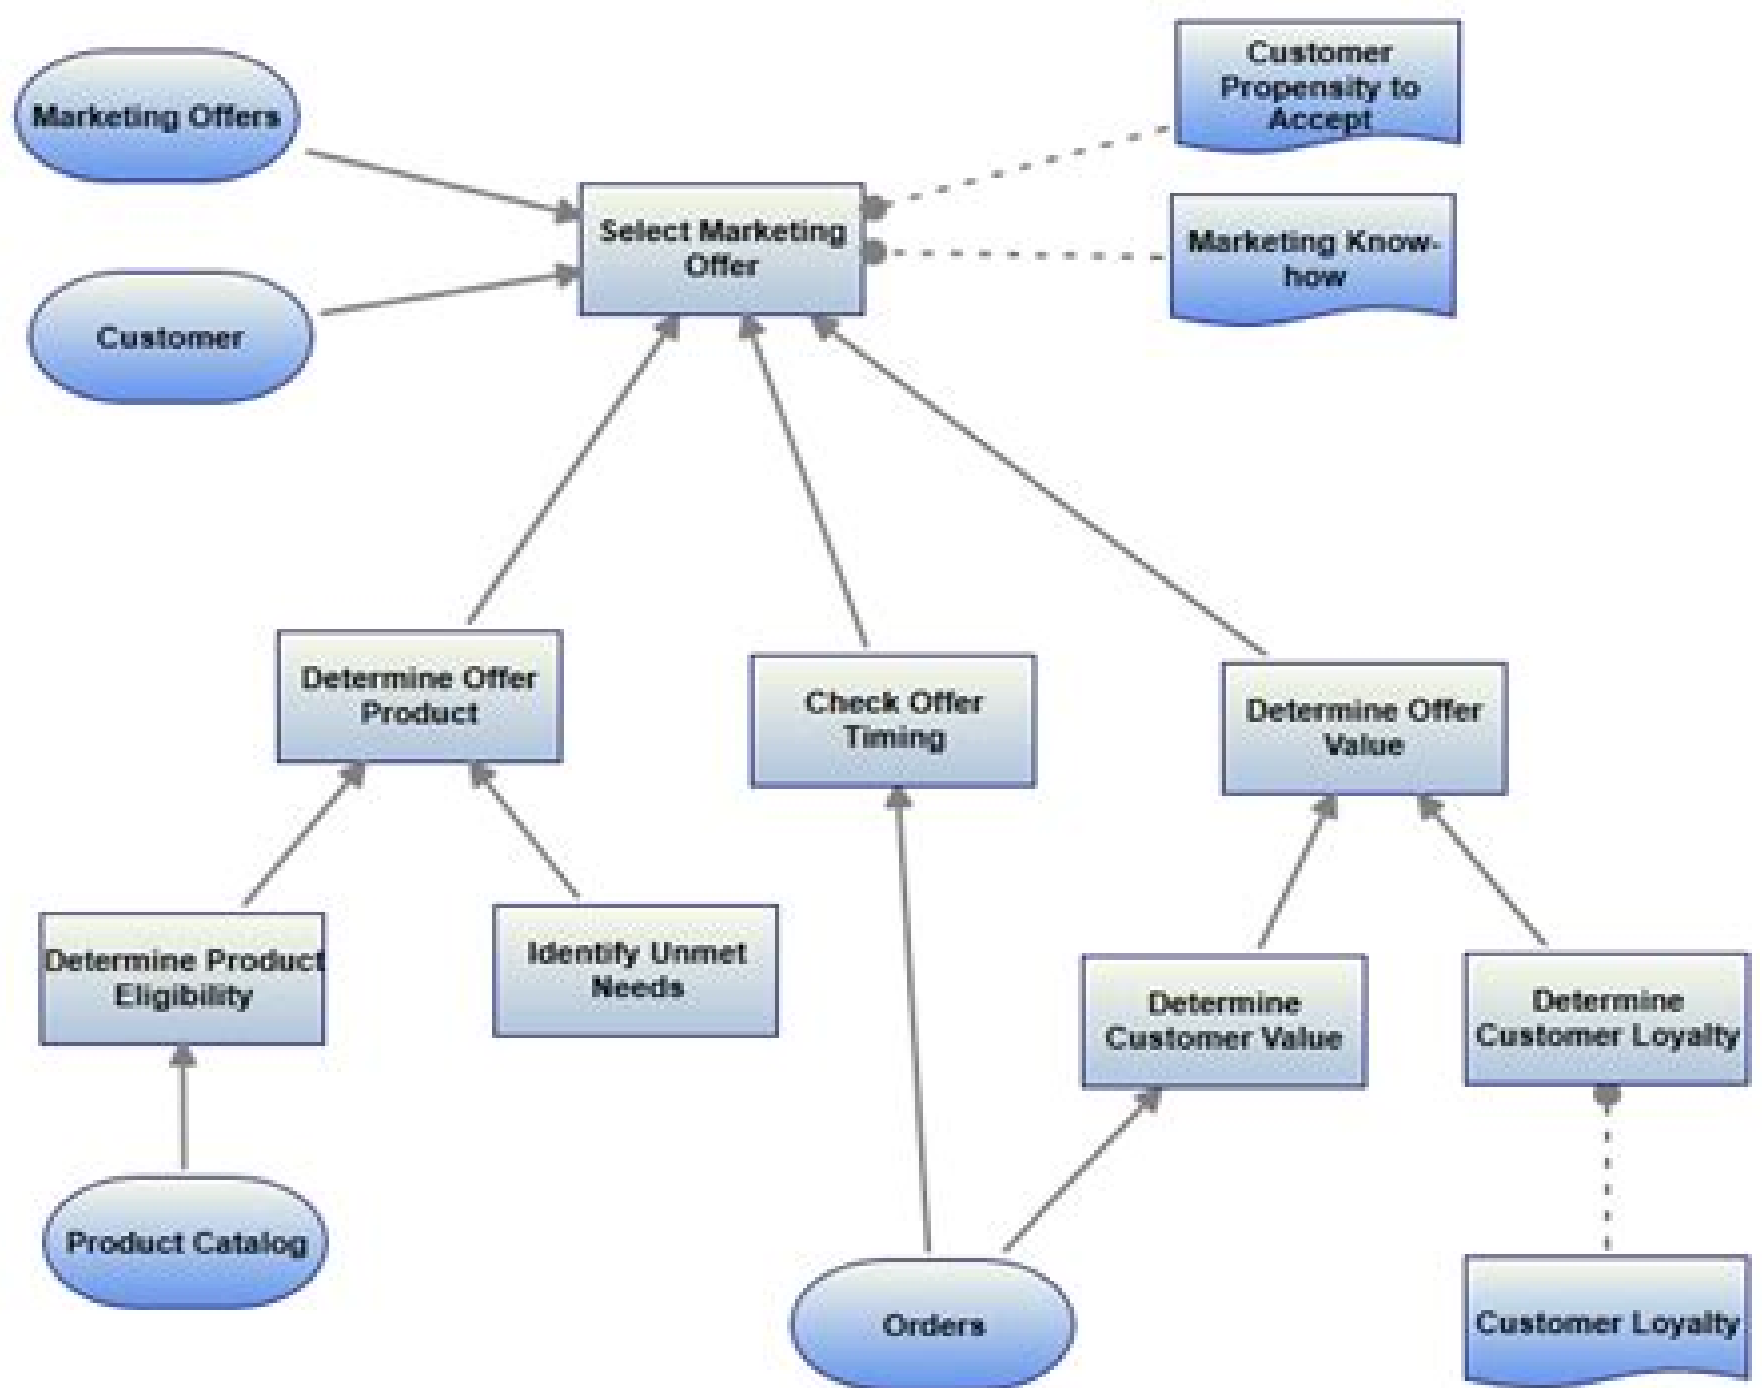 Customer
Propensity to
Accept
Marketing Offers
Select Marketing
Offer
Marketing Know-
how
Customer
Determine Offer
Product
Check Offer
Timing
Determine Offer
Value
Determine Product
Eligibility
Identify Unmet
Needs
Determine
Customer Value
Determine
Customer Loyalty
Product Catalog
Orders
Customer Loyalty